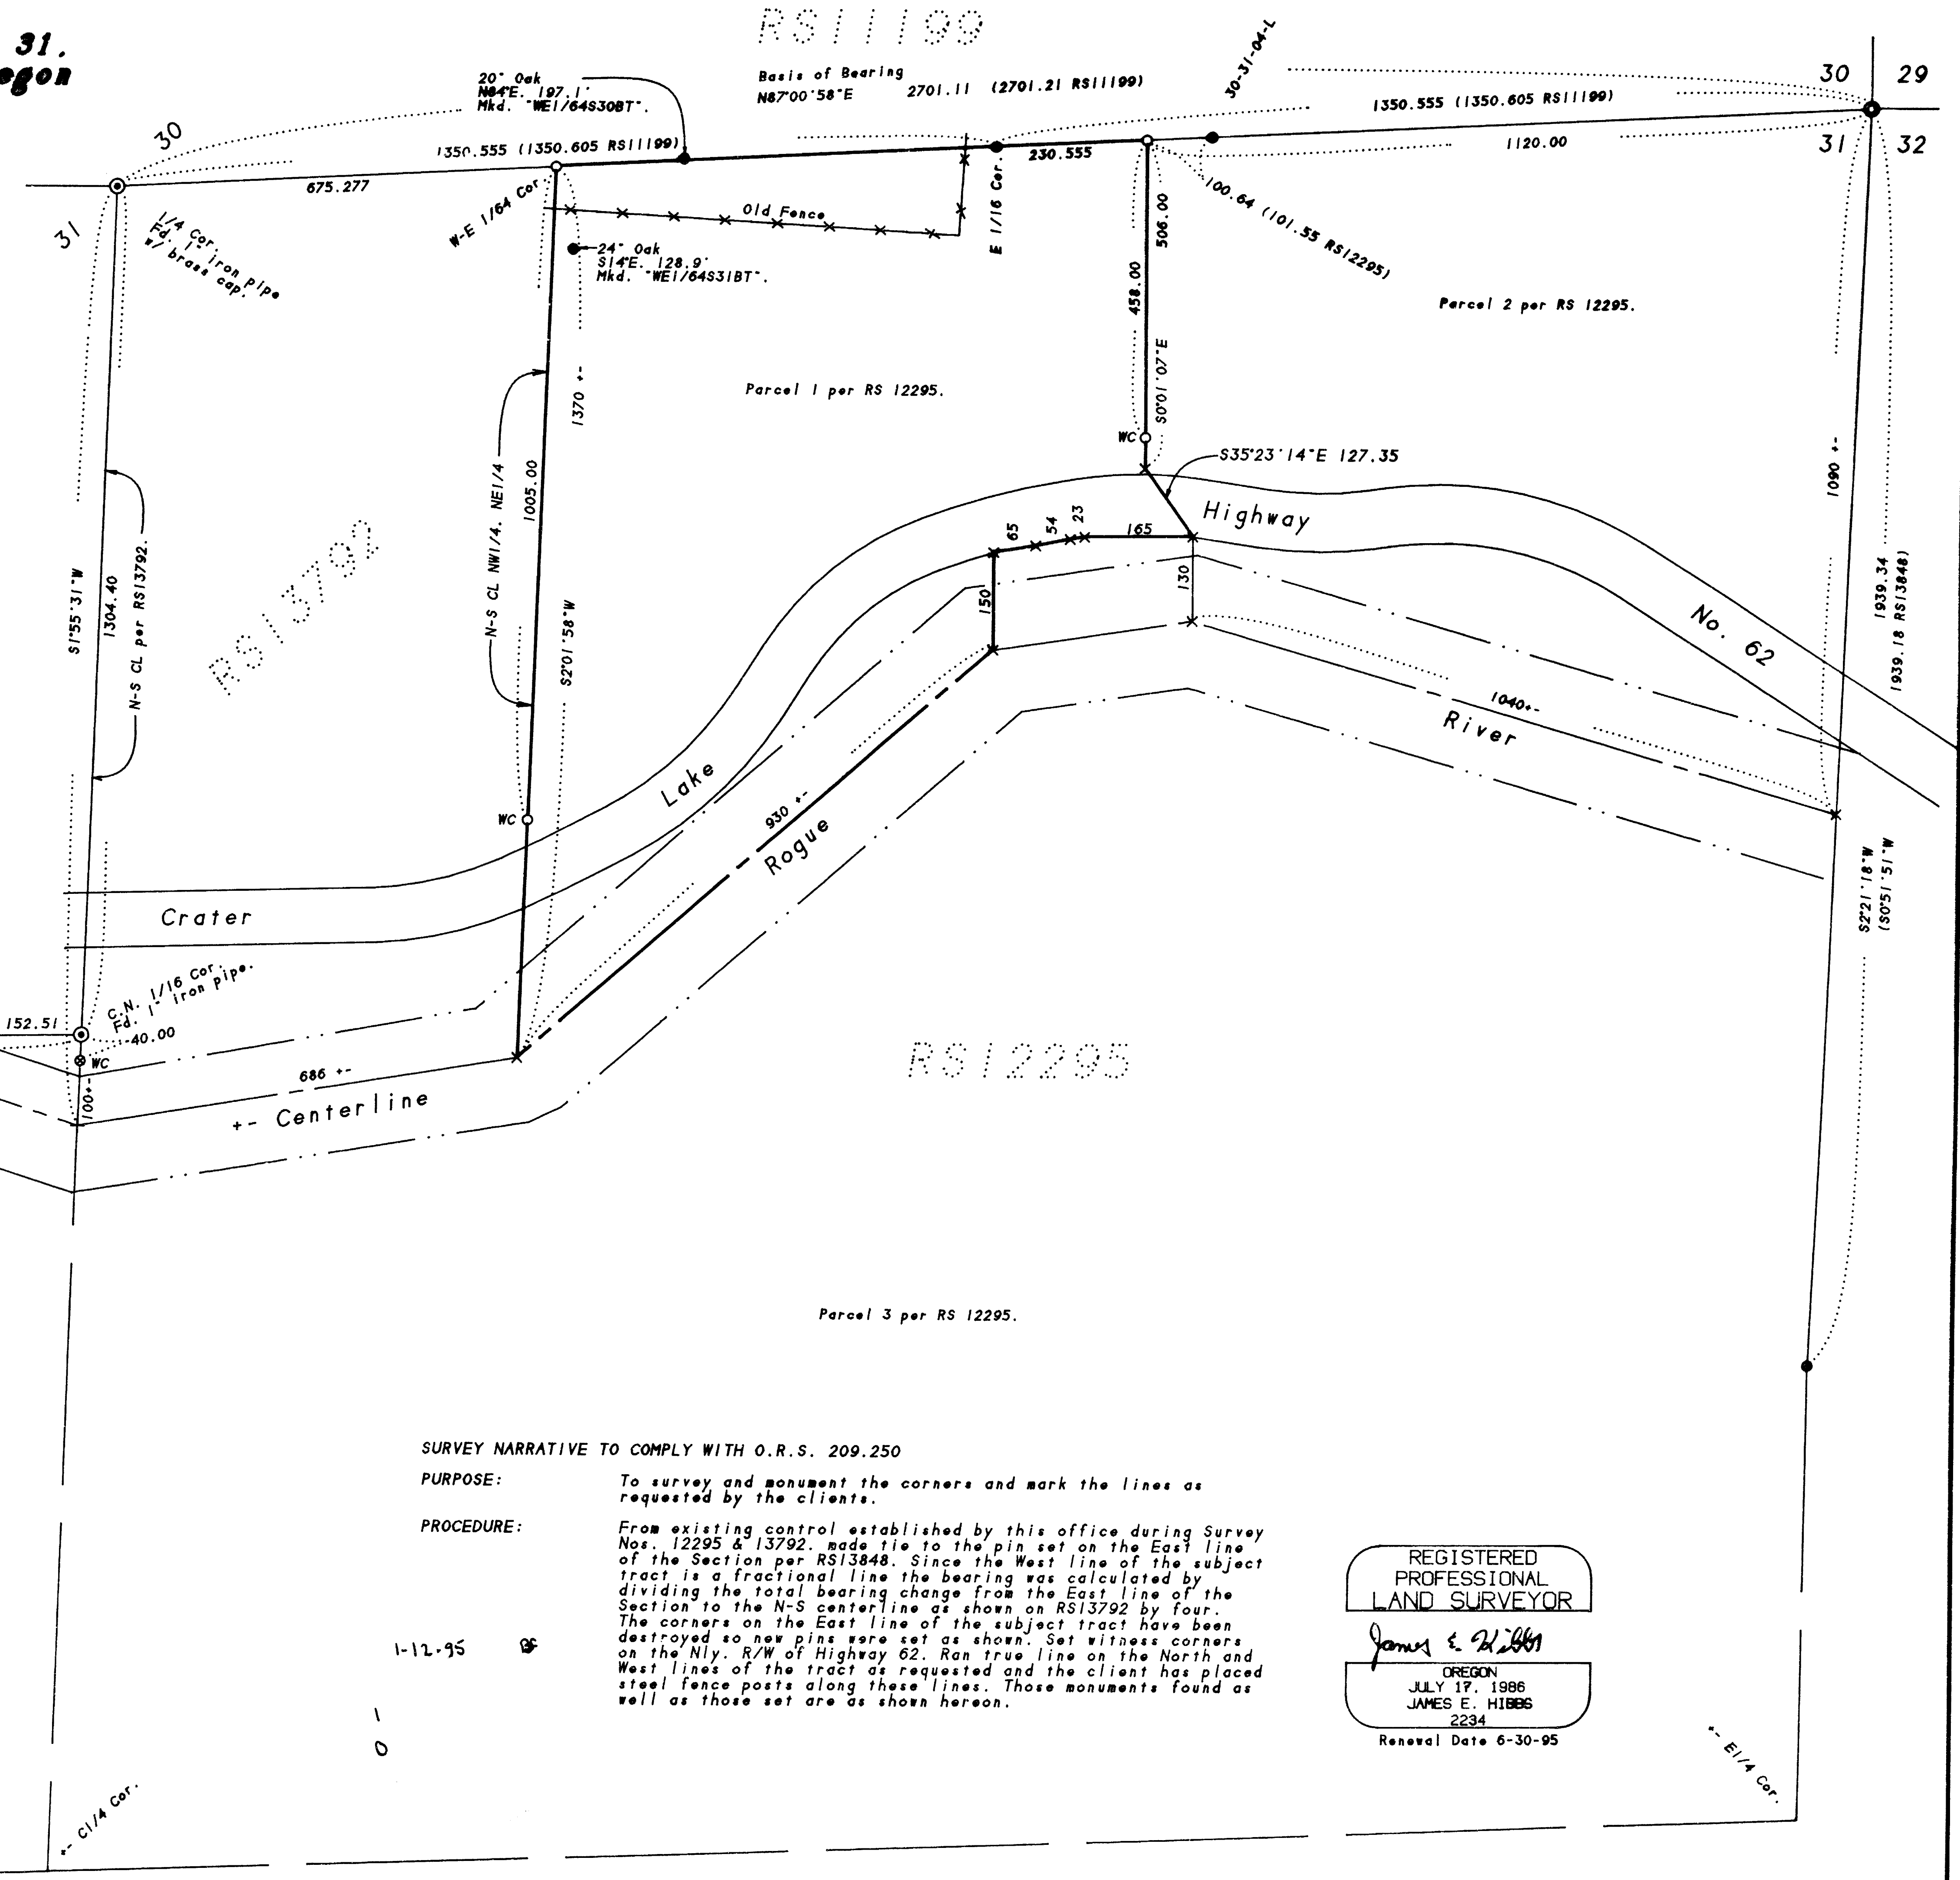 31.
egon
RS11199
20" Oak
N84°E. 197.1'
Mkd. "WE1/64S30BT".
Basis of Bearing
N87°00'58"E 2701.11 (2701.21 RS11199)
30-31-04-L
30 29
31 32
1350.555 (1350.605 RS11199)
1120.00
30
31
1350.555 (1350.605 RS11199)
675.277
230.555
1/4 Cor.
Fd. 1" iron pipe
w/ brass cap.
W-E 1/64 Cor
Old Fence
E 1/16 Cor.
24" Oak
S14°E. 128.9'
Mkd. "WE1/64S31BT".
506.00
458.00
S0°01'07"E
100.64 (101.55 RS12295)
Parcel 2 per RS 12295.
Parcel 1 per RS 12295.
1370 +-
1005.00
N-S CL NW1/4. NE1/4
S2°01'58"W
WC
S35°23'14"E 127.35
1090 +-
1939.34
1939.18 RS13848)
S1°55'31"W
1304.40
N-S CL per RS13792.
RS13792
65
54
23
165
150
130
Highway
No. 62
1040+-
River
Lake
930 +-
Rogue
WC
Crater
S2°21'18"W
(S0°51'51"W
C.N. 1/16 Cor.
Fd. 1" iron pipe.
152.51
40.00
WC
100+-
686 +-
+- Centerline
RS12295
Parcel 3 per RS 12295.
SURVEY NARRATIVE TO COMPLY WITH O.R.S. 209.250
PURPOSE: To survey and monument the corners and mark the lines as
requested by the clients.
PROCEDURE: From existing control established by this office during Survey
Nos. 12295 & 13792. made tie to the pin set on the East line
of the Section per RS13848. Since the West line of the subject
tract is a fractional line the bearing was calculated by
dividing the total bearing change from the East line of the
Section to the N-S centerline as shown on RS13792 by four.
The corners on the East line of the subject tract have been
destroyed so new pins were set as shown. Set witness corners
on the Nly. R/W of Highway 62. Ran true line on the North and
West lines of the tract as requested and the client has placed
steel fence posts along these lines. Those monuments found as
well as those set are as shown hereon.
1-12-95
1
0
REGISTERED
PROFESSIONAL
LAND SURVEYOR
James E. Hibbs
OREGON
JULY 17, 1986
JAMES E. HIBBS
2234
Renewal Date 6-30-95
+- C1/4 Cor.
+- E1/4 Cor.